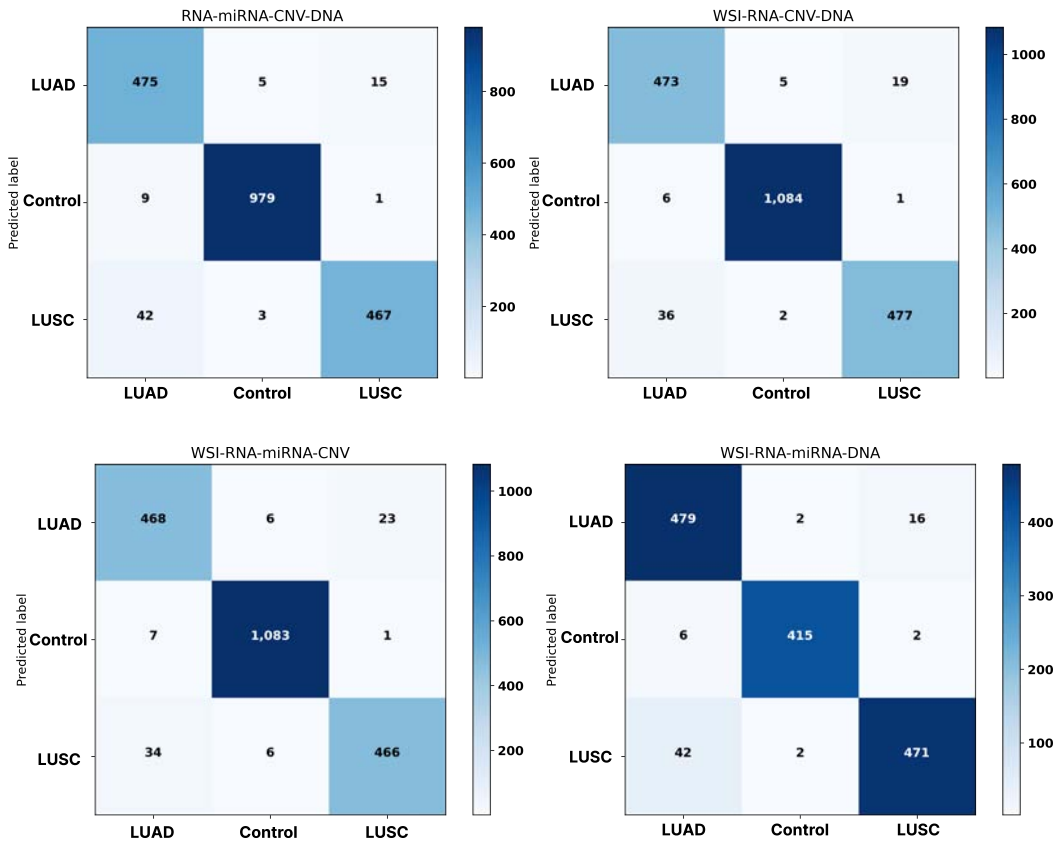 RNA-miRNA-CNV-DNA
Predicted label
LUAD 475 5 15
Control 9 979 1
LUSC 42 3 467
LUAD Control LUSC
800
600
400
200
WSI-RNA-CNV-DNA
Predicted label
LUAD 473 5 19
Control 6 1,084 1
LUSC 36 2 477
LUAD Control LUSC
1000
800
600
400
200
WSI-RNA-miRNA-CNV
Predicted label
LUAD 468 6 23
Control 7 1,083 1
LUSC 34 6 466
LUAD Control LUSC
1000
800
600
400
200
WSI-RNA-miRNA-DNA
Predicted label
LUAD 479 2 16
Control 6 415 2
LUSC 42 2 471
LUAD Control LUSC
400
300
200
100